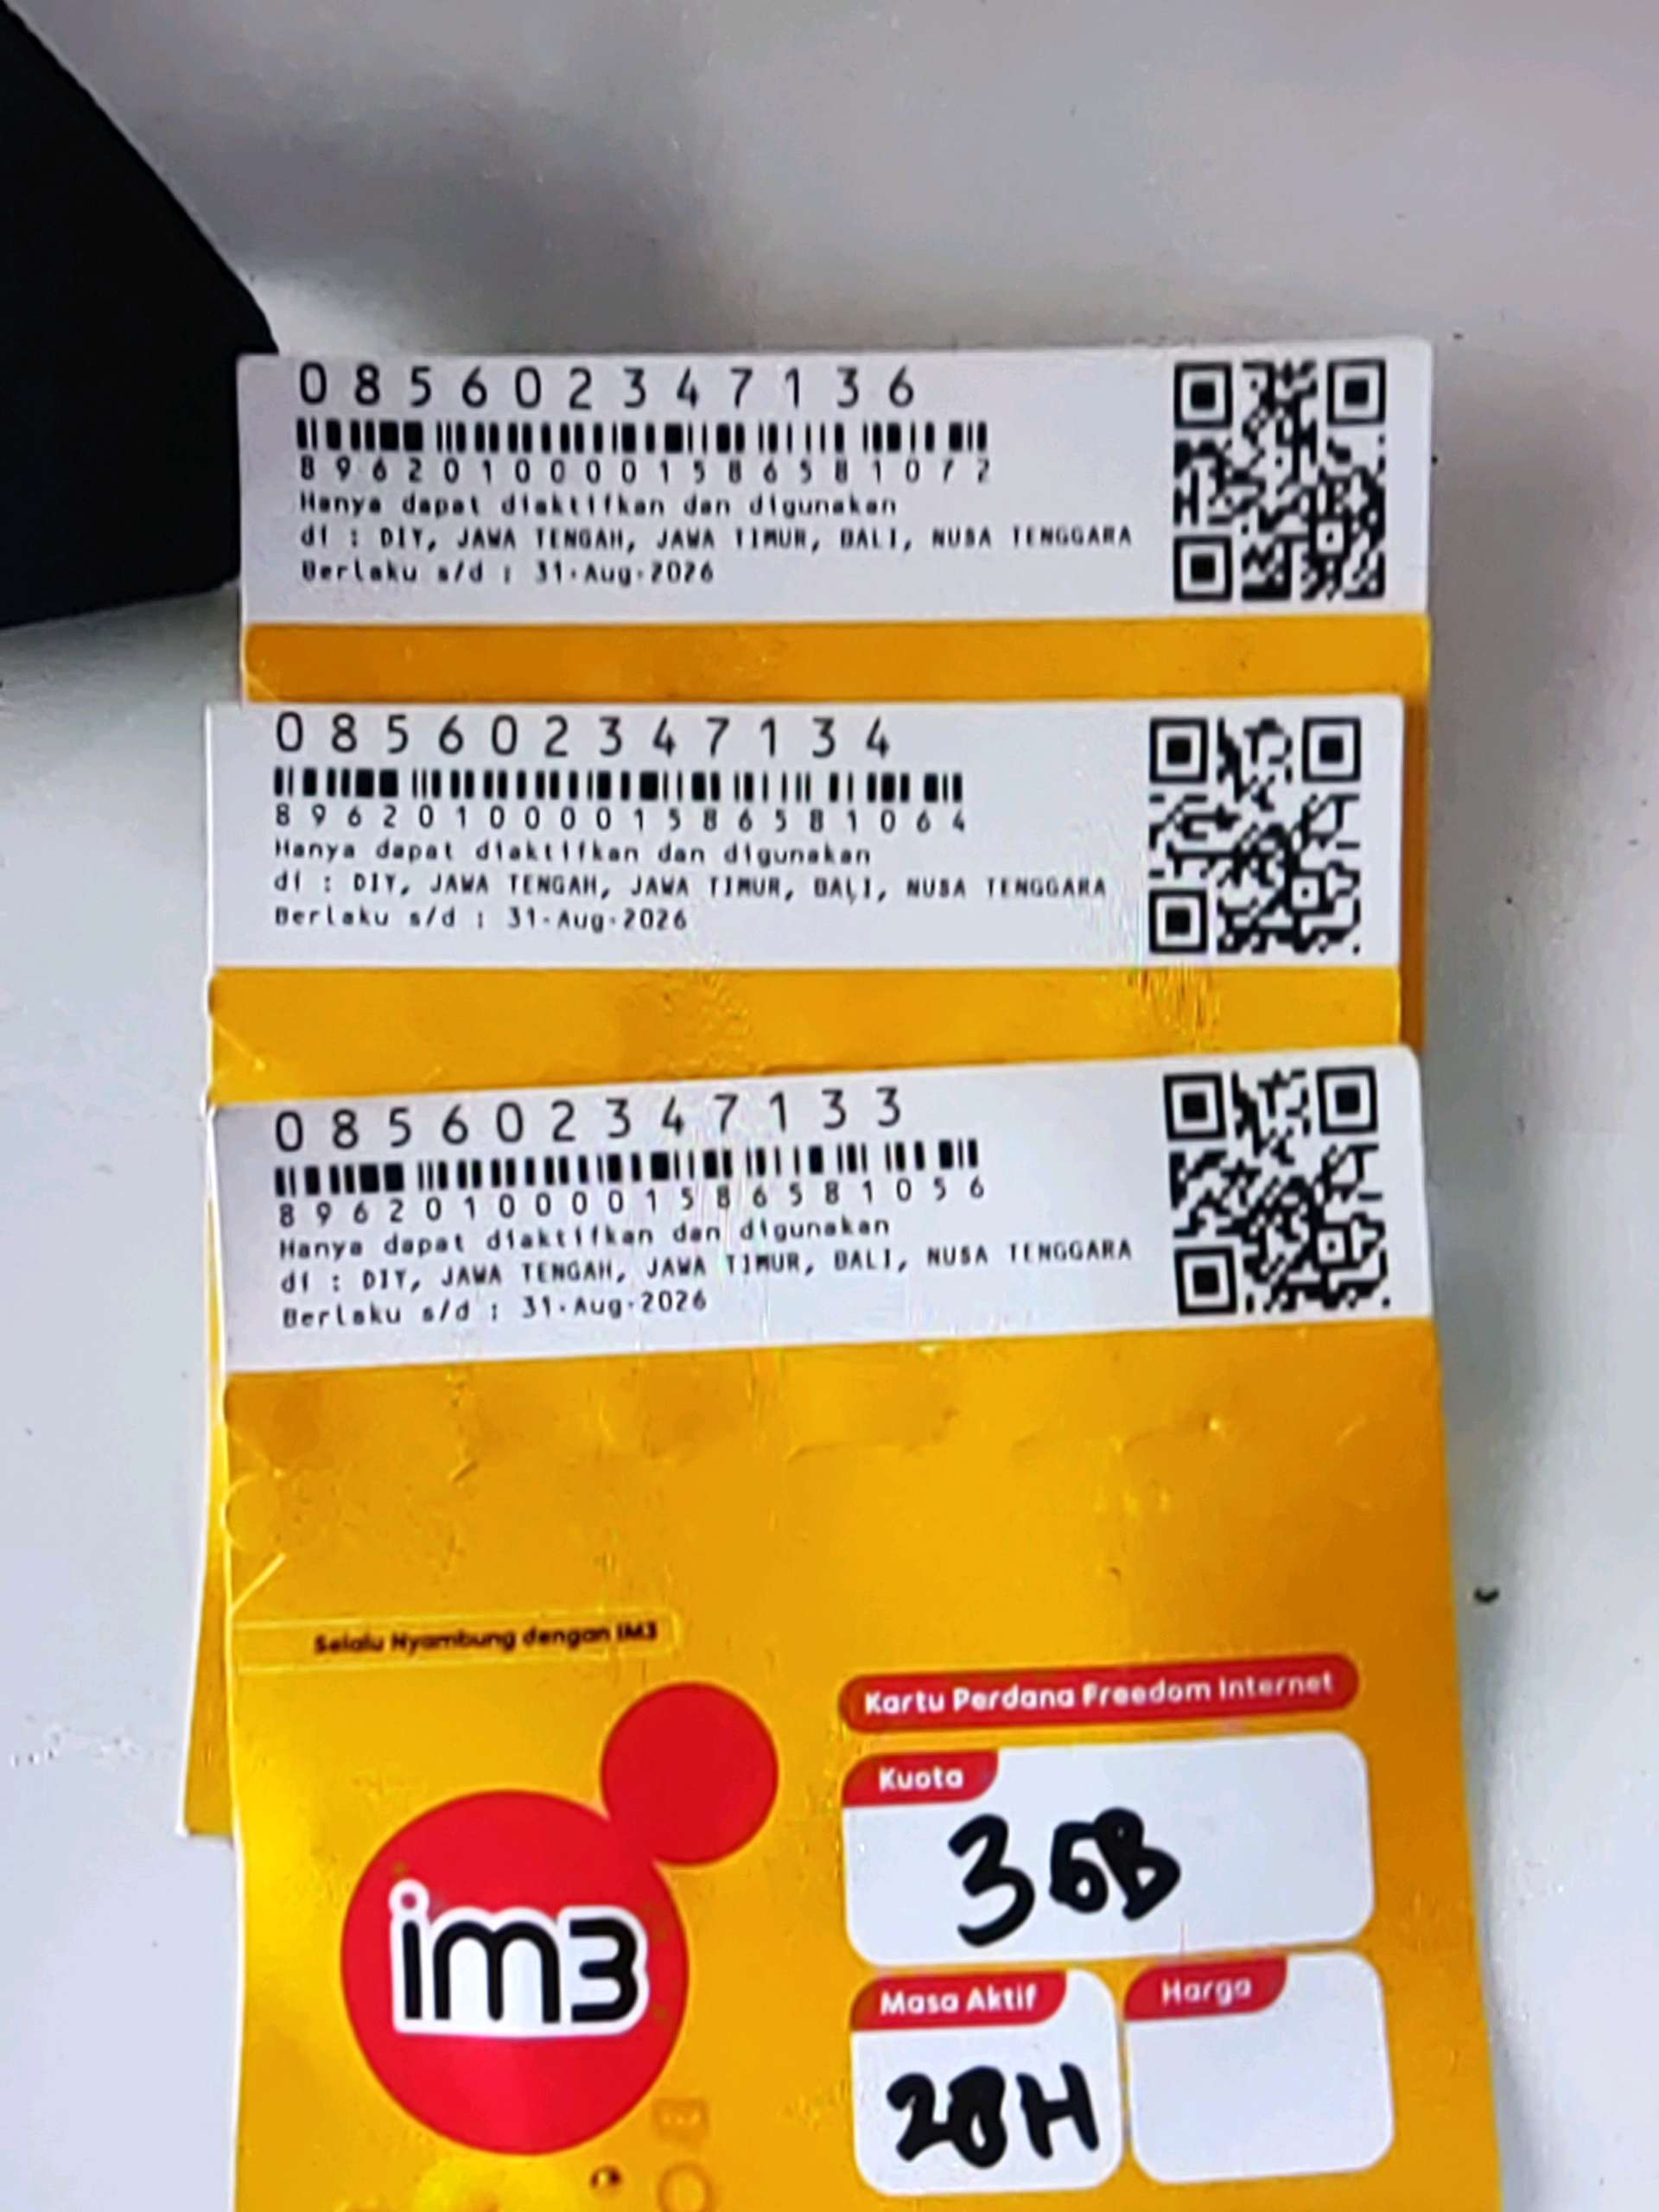 085602347136
89620100001586581072
Hanya dapat diaktifkan dan digunakan
di : DIY, JAWA TENGAH, JAWA TIMUR, BALI, NUSA TENGGARA
Berlaku s/d : 31-Aug-2026
085602347134
89620100001586581064
Hanya dapat diaktifkan dan digunakan
di : DIY, JAWA TENGAH, JAWA TIMUR, BALI, NUSA TENGGARA
Berlaku s/d : 31-Aug-2026
085602347133
89620100001586581056
Hanya dapat diaktifkan dan digunakan
di : DIY, JAWA TENGAH, JAWA TIMUR, BALI, NUSA TENGGARA
Berlaku s/d : 31-Aug-2026
Selalu Nyambung dengan IM3
Kartu Perdana Freedom Internet
Kuota
3 GB
im3
Masa Aktif
Harga
28H